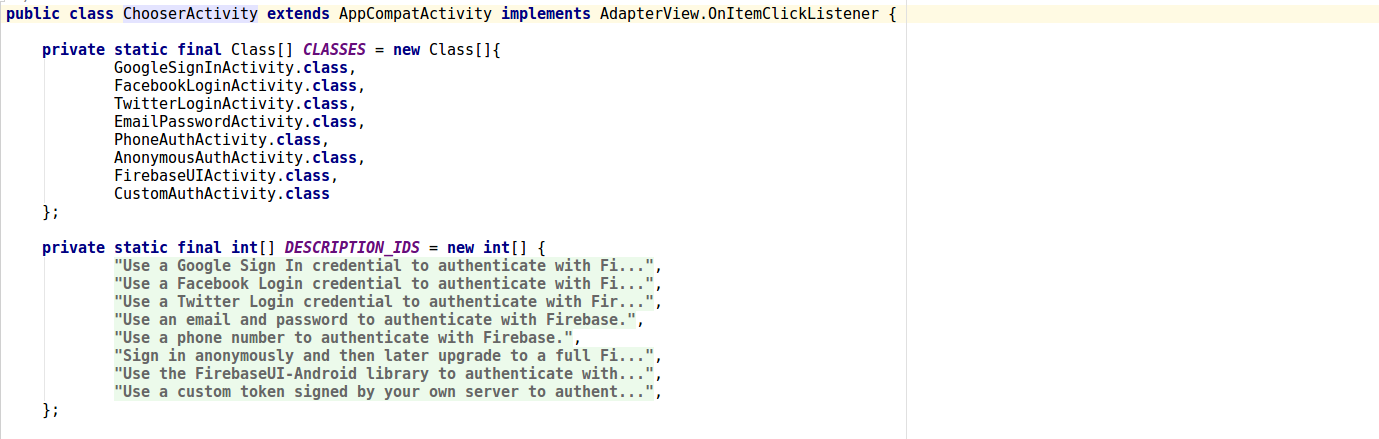 public class ChooserActivity extends AppCompatActivity implements AdapterView.OnItemClickListener {
private static final Class[] CLASSES = new Class[]{
GoogleSignInActivity.class,
FacebookLoginActivity.class,
TwitterLoginActivity.class,
EmailPasswordActivity.class,
PhoneAuthActivity.class,
AnonymousAuthActivity.class,
FirebaseUIActivity.class,
CustomAuthActivity.class
};
private static final int[] DESCRIPTION_IDS = new int[] {
"Use a Google Sign In credential to authenticate with Fi...",
"Use a Facebook Login credential to authenticate with Fi...",
"Use a Twitter Login credential to authenticate with Fir...",
"Use an email and password to authenticate with Firebase.",
"Use a phone number to authenticate with Firebase.",
"Sign in anonymously and then later upgrade to a full Fi...",
"Use the FirebaseUI-Android library to authenticate with...",
"Use a custom token signed by your own server to authent...",
};